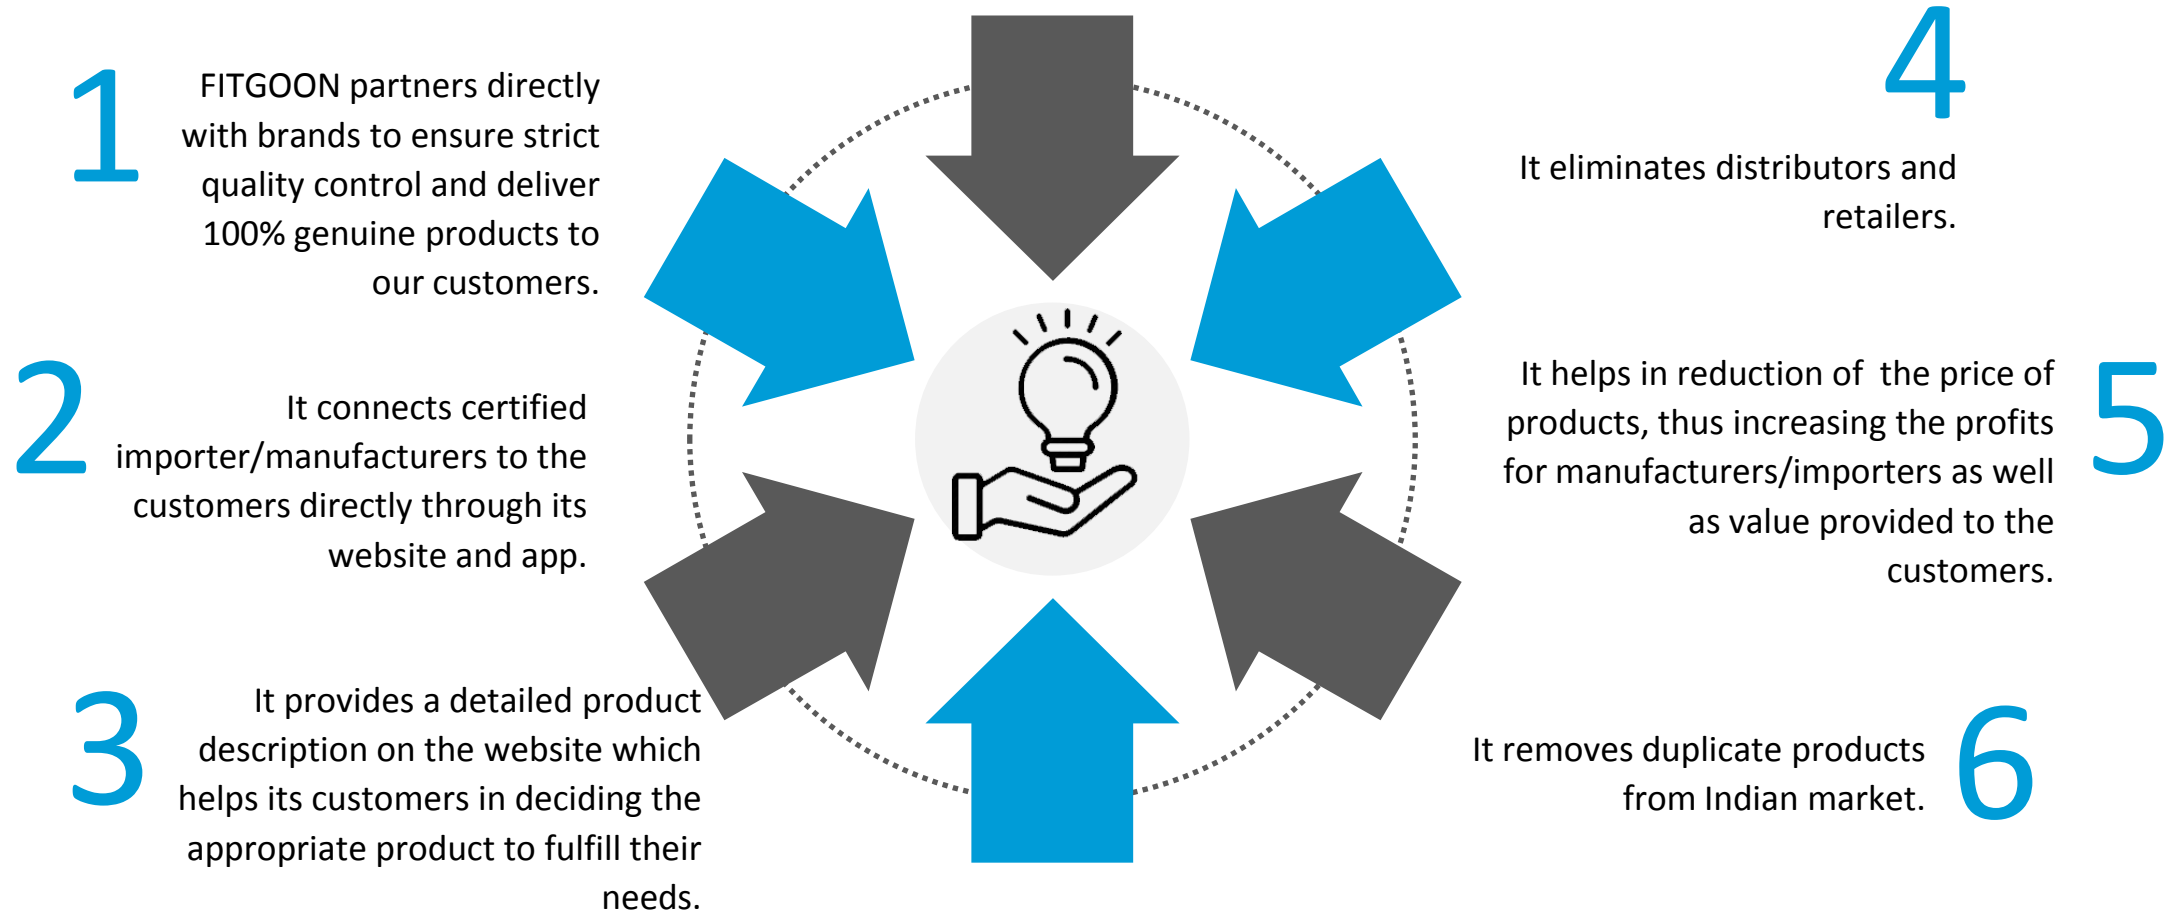 1
FITGOON partners directly
with brands to ensure strict
quality control and deliver
100% genuine products to
our customers.
2
It connects certified
importer/manufacturers to the
customers directly through its
website and app.
3
It provides a detailed product
description on the website which
helps its customers in deciding the
appropriate product to fulfill their
needs.
4
It eliminates distributors and
retailers.
5
It helps in reduction of  the price of
products, thus increasing the profits
for manufacturers/importers as well
as value provided to the
customers.
6
It removes duplicate products
from Indian market.